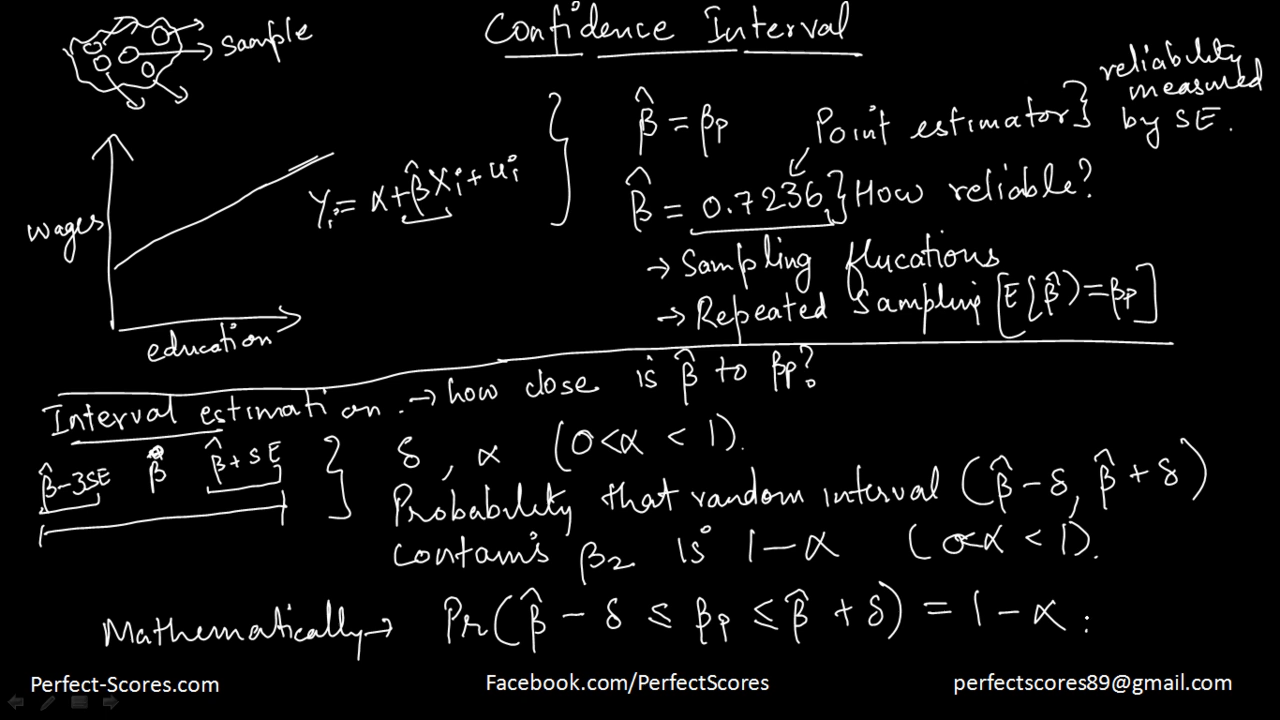 sample
Confidence Interval
reliability
measured
by SE.
β̂ = βp
Point estimator}
wages
education
Yi = α + β̂Xi + ui
β̂ = 0.7236} How reliable?
→ Sampling flucations
→ Repeated Sampling [E(β̂) = βp]
Interval estimation. → how close is β̂ to βp?
β̂-3SE β̂ β̂+SE }
δ, α (0<α < 1).
Probability that random interval (β̂ - δ, β̂ + δ)
contains β2 is 1 - α (0<α < 1).
Mathematically → Pr(β̂ - δ ≤ βp ≤ β̂ + δ) = 1 - α :
Perfect-Scores.com
Facebook.com/PerfectScores
perfectscores89@gmail.com